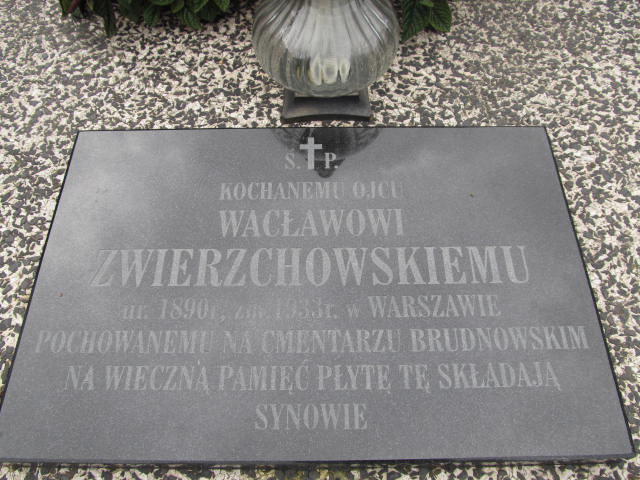 Ś. P.
KOCHANEMU OJCU
WACŁAWOWI
ZWIERZCHOWSKIEMU
ur. 1890r, zm. 1933r. w WARSZAWIE
POCHOWANEMU NA CMENTARZU BRUDNOWSKIM
NA WIECZNĄ PAMIĘĆ PŁYTĘ TĘ SKŁADAJĄ
SYNOWIE